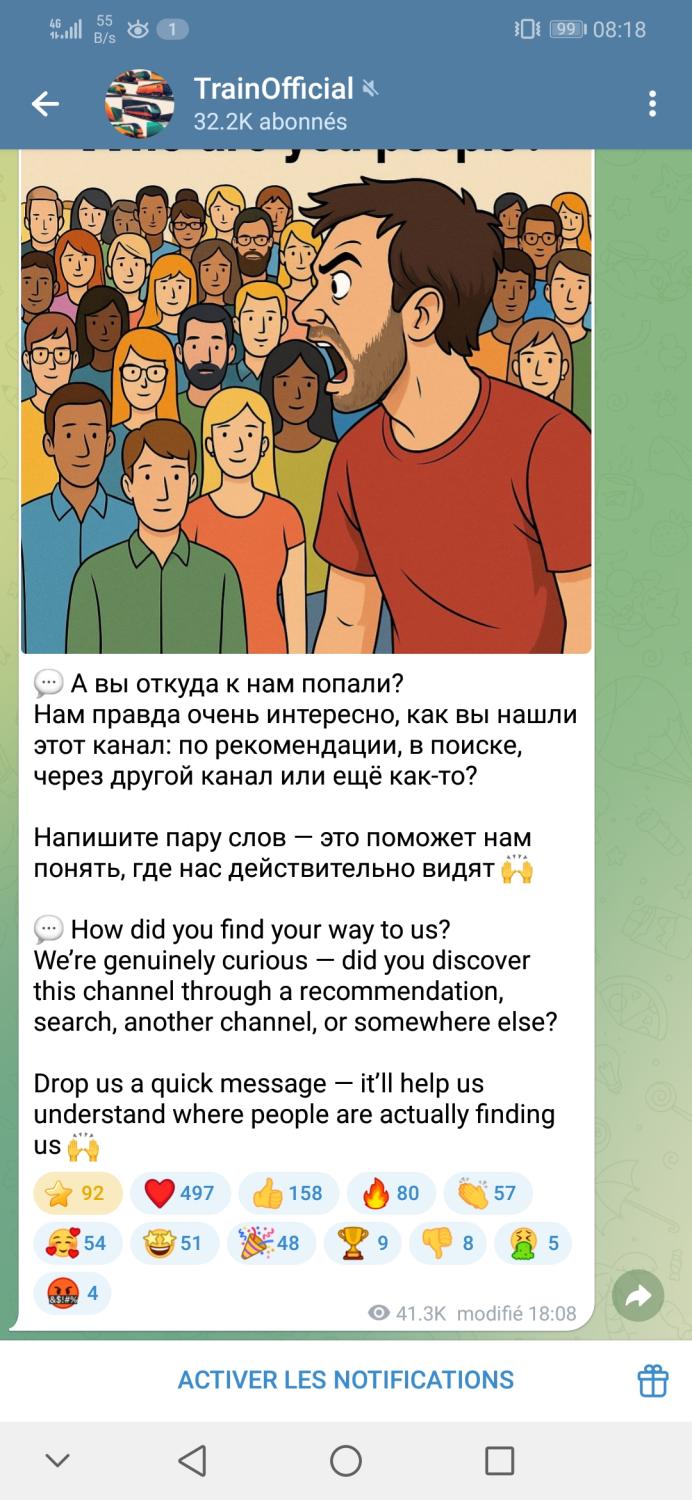 4G
55
B/s
1
99
08:18
TrainOfficial
32.2K abonnés
💬 А вы откуда к нам попали?
Нам правда очень интересно, как вы нашли
этот канал: по рекомендации, в поиске,
через другой канал или ещё как-то?
Напишите пару слов — это поможет нам
понять, где нас действительно видят 🙌
💬 How did you find your way to us?
We’re genuinely curious — did you discover
this channel through a recommendation,
search, another channel, or somewhere else?
Drop us a quick message — it’ll help us
understand where people are actually finding
us 🙌
⭐ 92 ❤️ 497 👍 158 🔥 80 👏 57
🥰 54 🤩 51 🎉 48 🏆 9 👎 8 🤮 5
🤬 4
41.3K modifié 18:08
ACTIVER LES NOTIFICATIONS